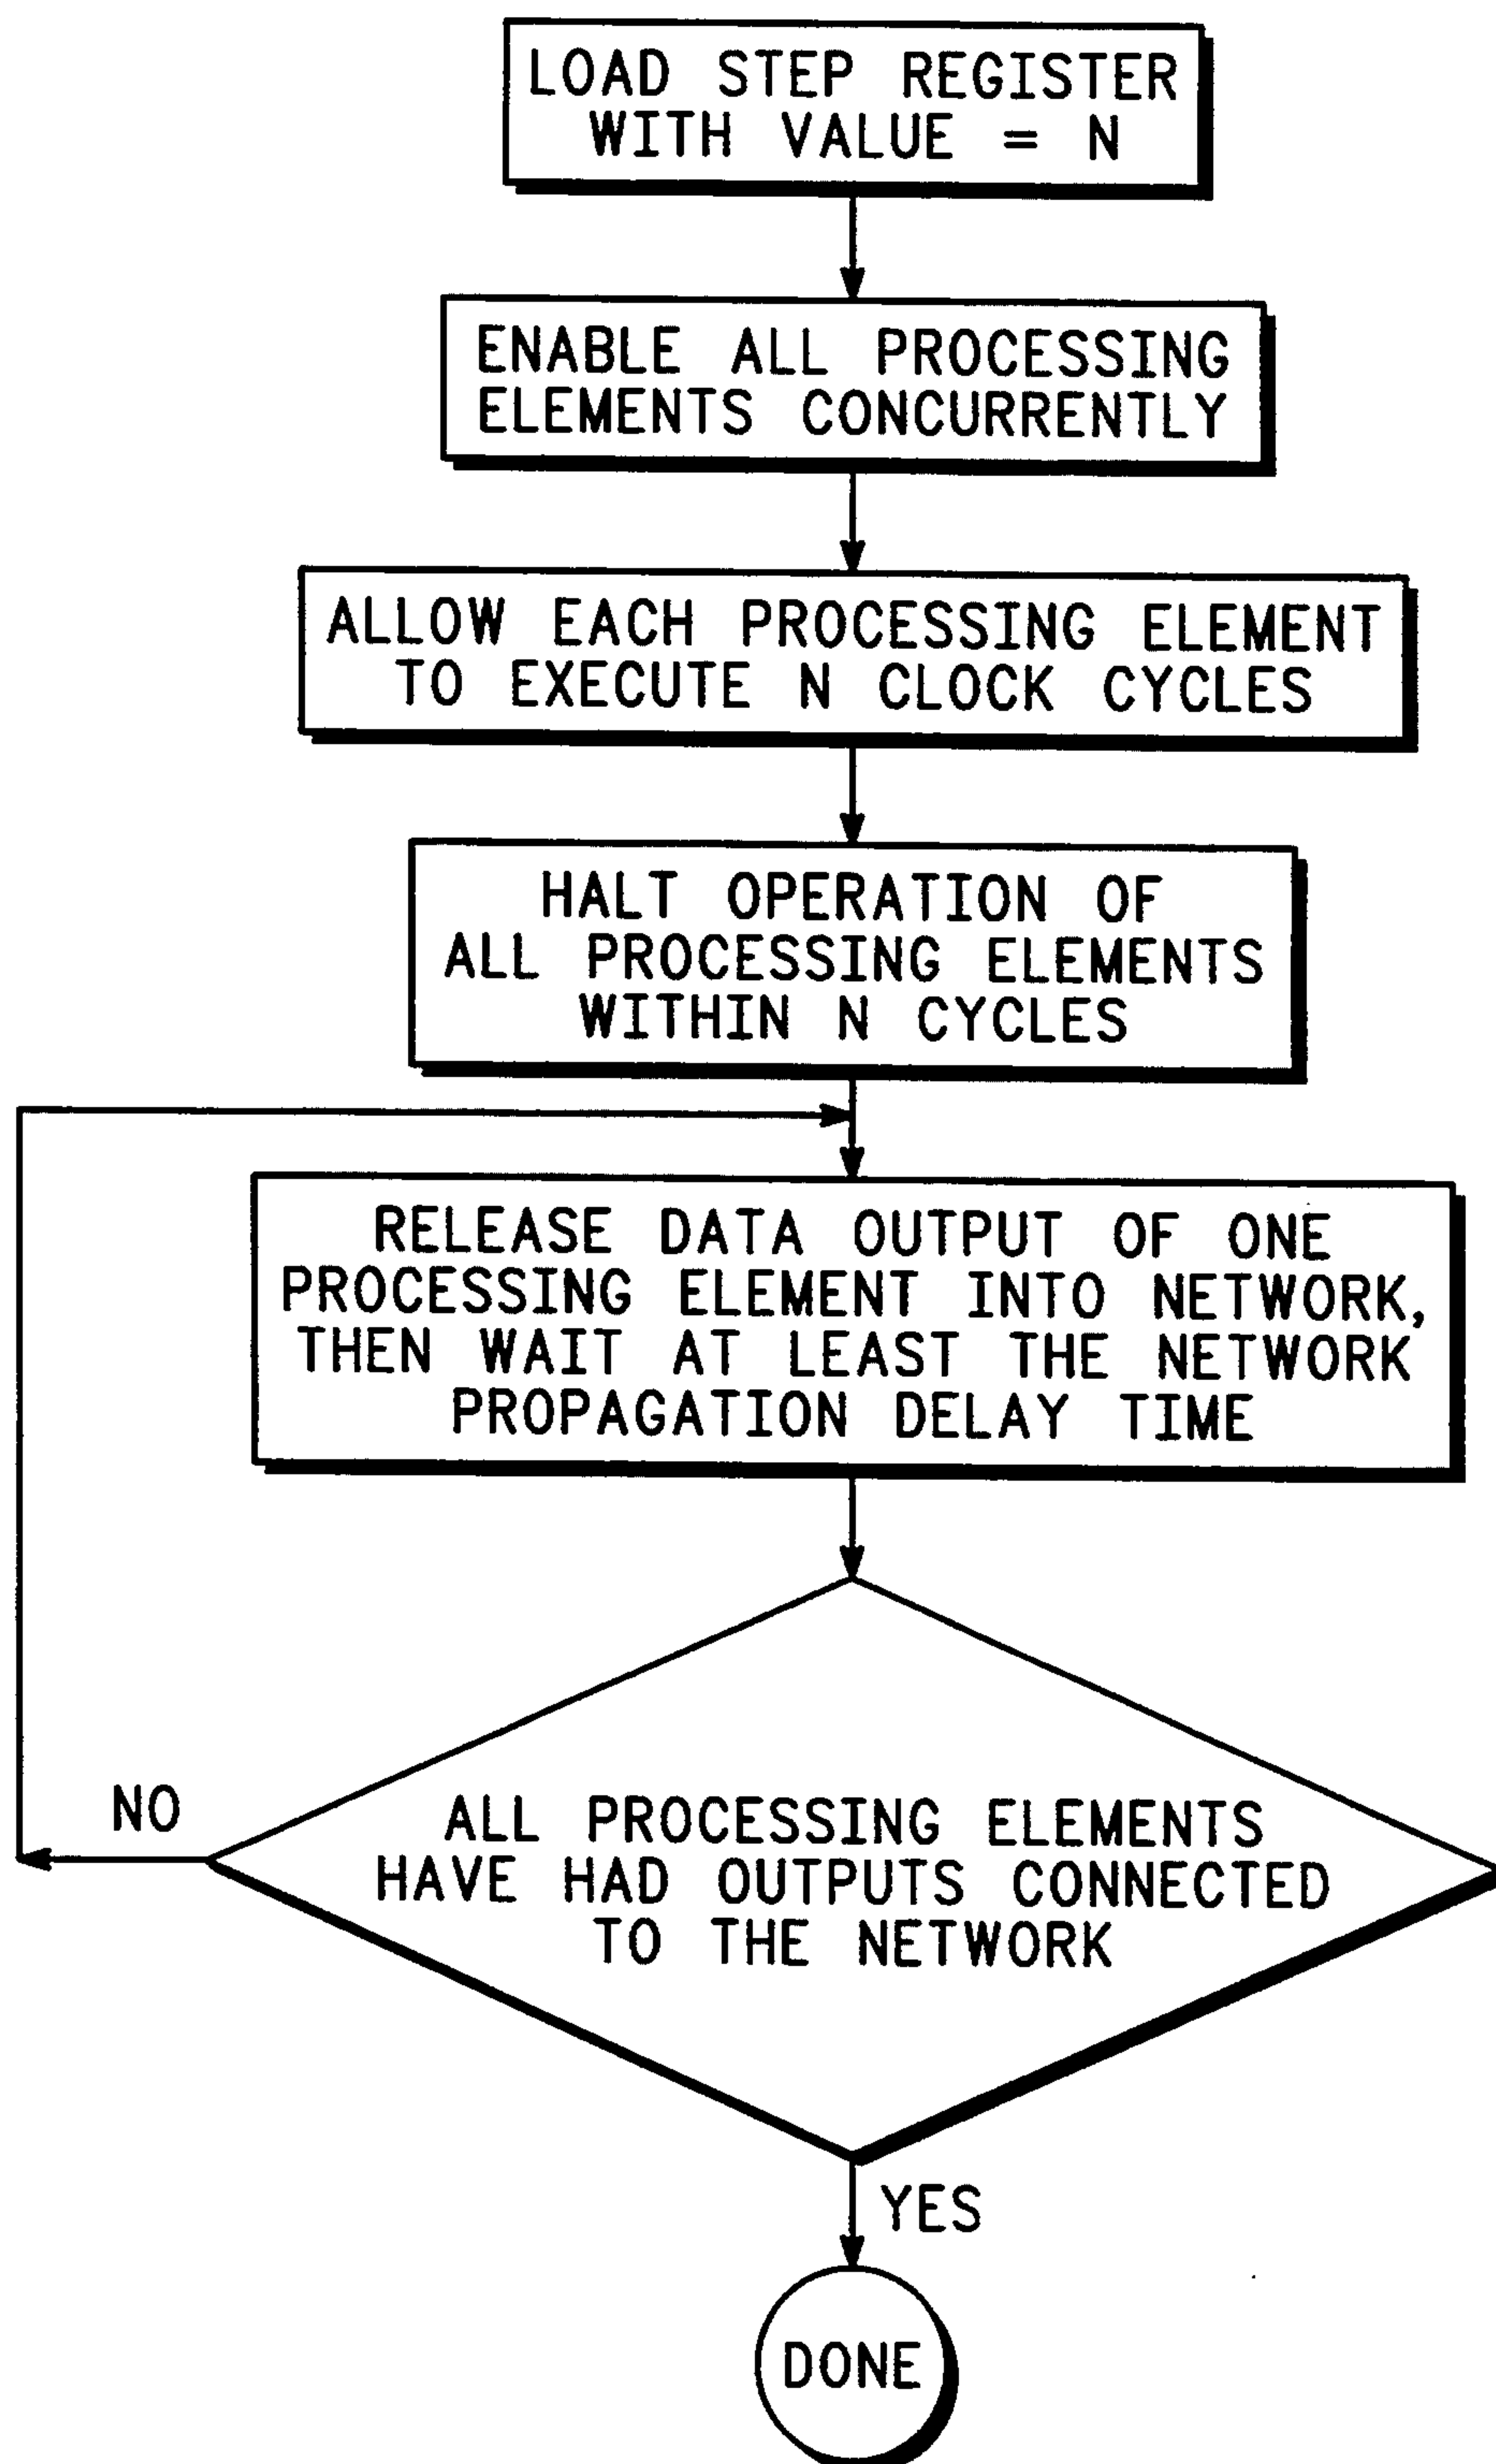 LOAD STEP REGISTER
WITH VALUE = N
ENABLE ALL PROCESSING
ELEMENTS CONCURRENTLY
ALLOW EACH PROCESSING ELEMENT
TO EXECUTE N CLOCK CYCLES
HALT OPERATION OF
ALL PROCESSING ELEMENTS
WITHIN N CYCLES
RELEASE DATA OUTPUT OF ONE
PROCESSING ELEMENT INTO NETWORK,
THEN WAIT AT LEAST THE NETWORK
PROPAGATION DELAY TIME
NO
ALL PROCESSING ELEMENTS
HAVE HAD OUTPUTS CONNECTED
TO THE NETWORK
YES
DONE